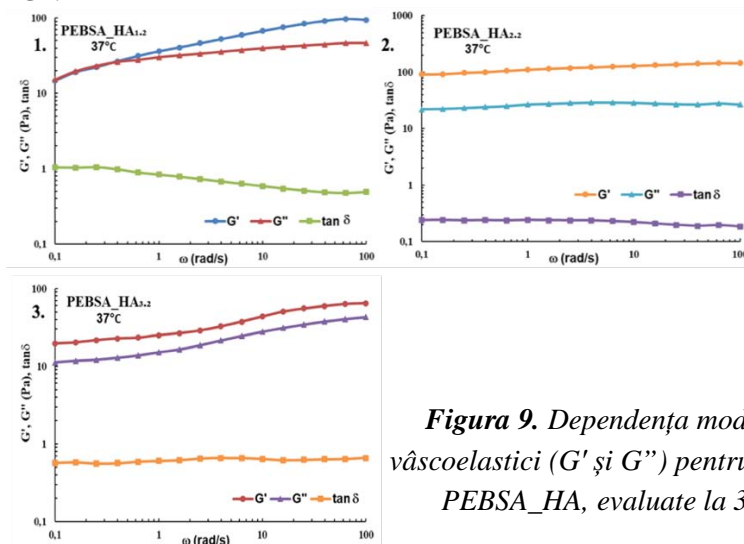 100
PEBSA_HA₁.₂
1.
37°C
10
1
0,1
G', G'' (Pa), tanδ
G' G'' tan δ
0,1 1 10 100
ω (rad/s)
1000
PEBSA_HA₂.₂
2.
37°C
100
10
1
0,1
G', G'' (Pa), tanδ
G' G'' tan δ
0,1 1 10 100
ω (rad/s)
100
PEBSA_HA₃.₂
3.
37°C
10
1
0,1
G', G'' (Pa), tanδ
G' G'' tan δ
0,1 1 10 100
ω (rad/s)
Figura 9. Dependența mod
vâscoelastici (G' și G”) pentru
PEBSA_HA, evaluate la 3